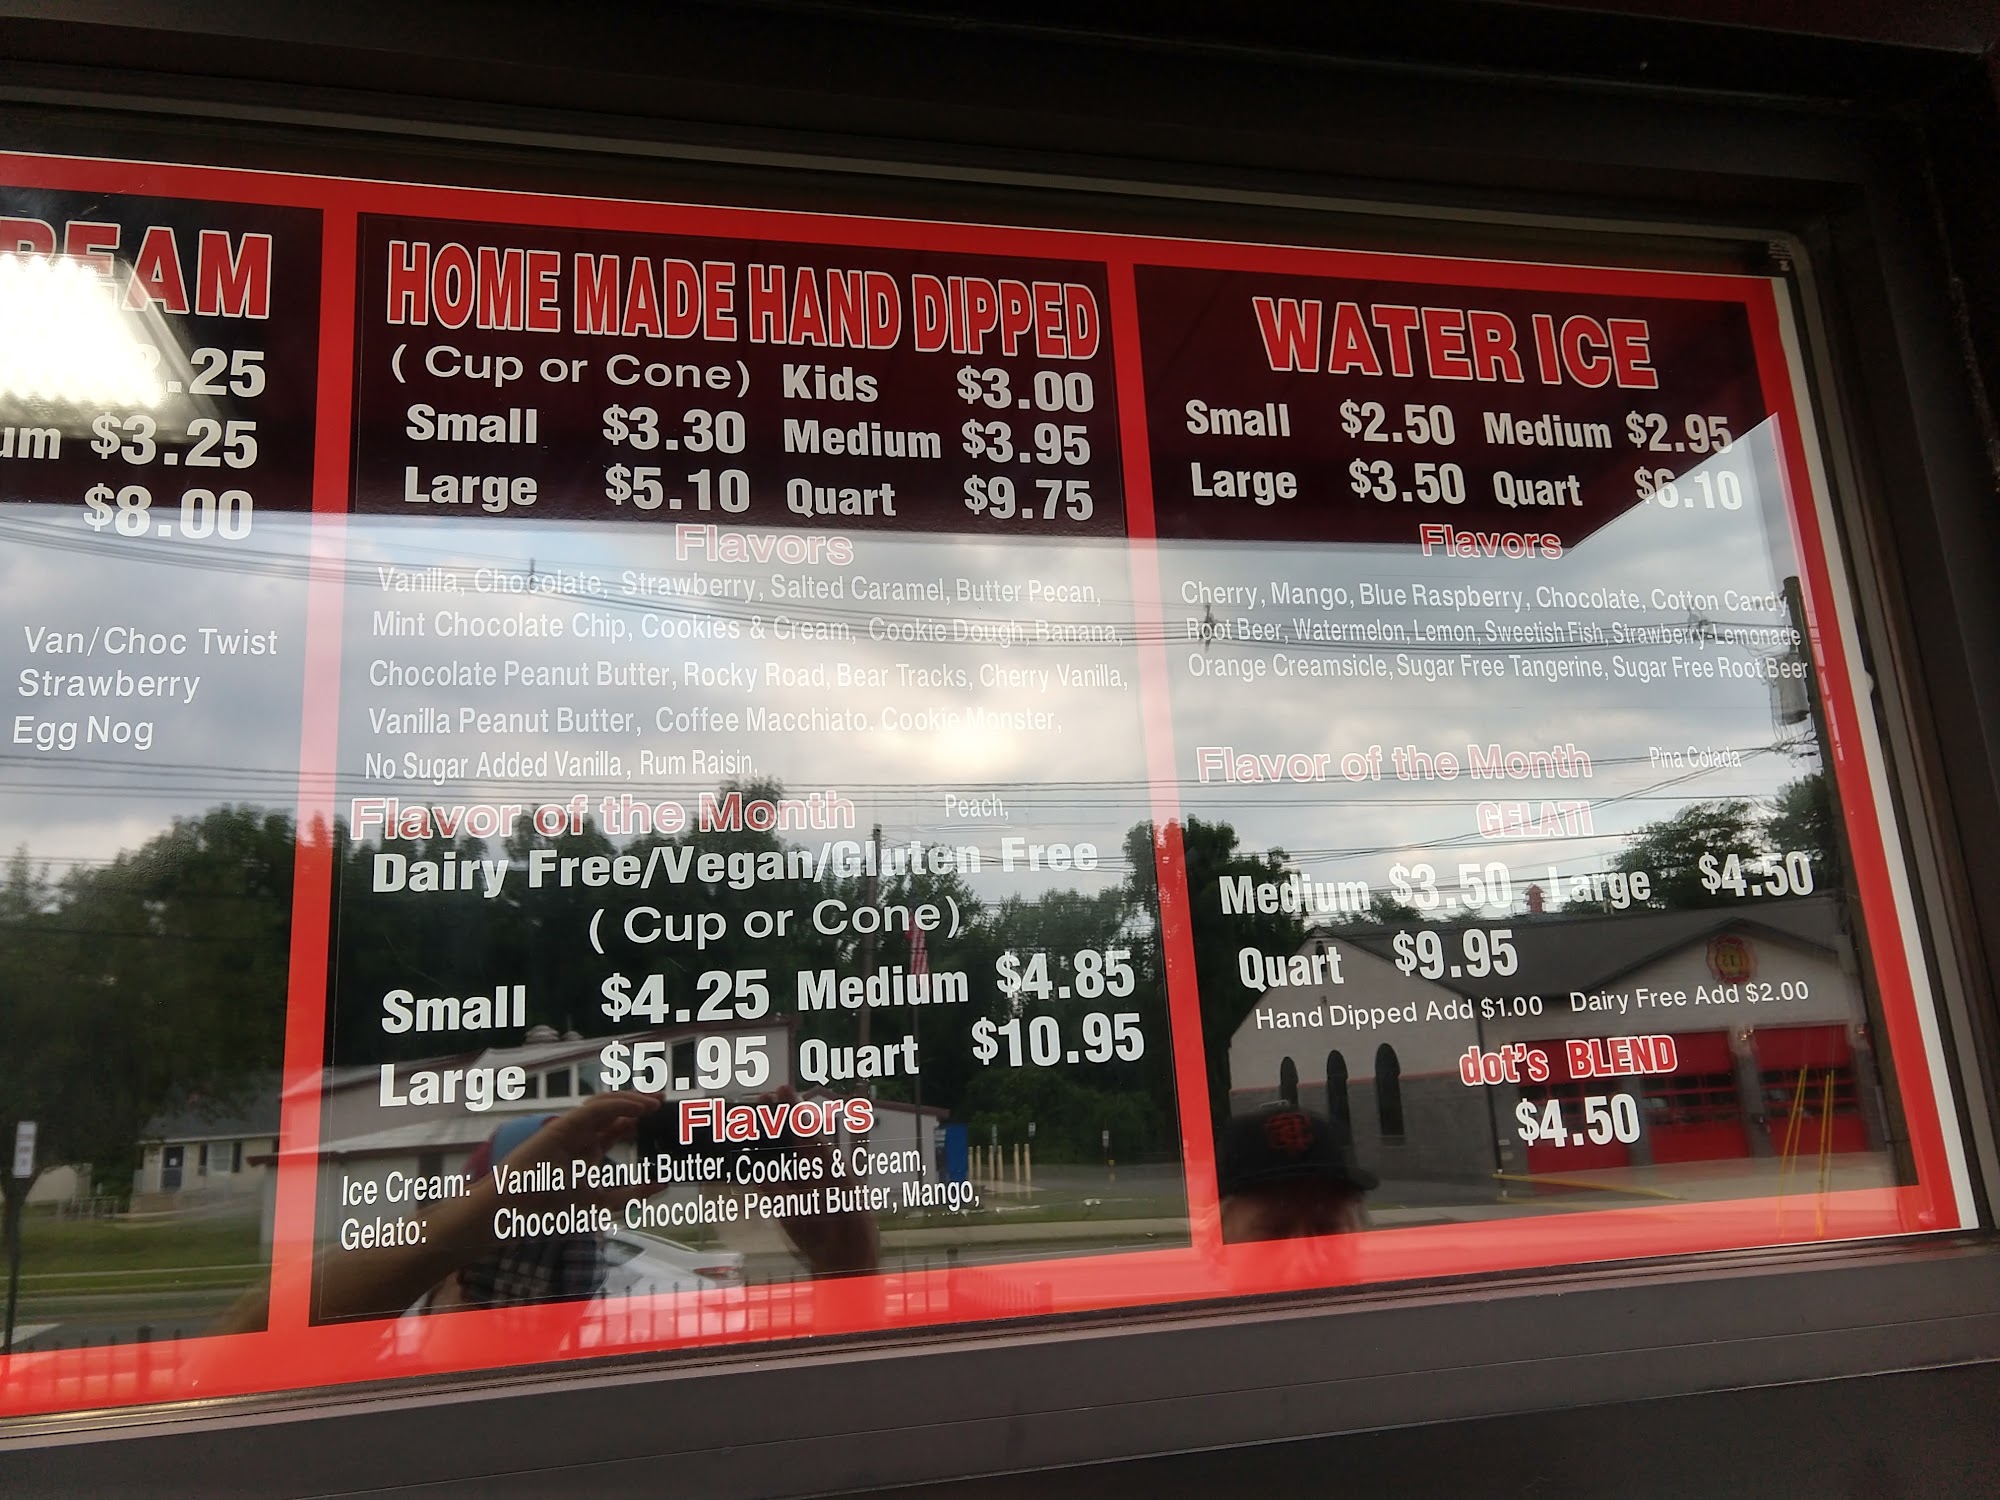 EAM
.25
um $3.25
$8.00
Van/Choc Twist
Strawberry
Egg Nog
HOME MADE HAND DIPPED
( Cup or Cone) Kids $3.00
Small $3.30 Medium $3.95
Large $5.10 Quart $9.75
Flavors
Vanilla, Chocolate, Strawberry, Salted Caramel, Butter Pecan,
Mint Chocolate Chip, Cookies & Cream, Cookie Dough, Banana,
Chocolate Peanut Butter, Rocky Road, Bear Tracks, Cherry Vanilla,
Vanilla Peanut Butter, Coffee Macchiato, Cookie Monster,
No Sugar Added Vanilla, Rum Raisin,
Flavor of the Month Peach,
Dairy Free/Vegan/Gluten Free
( Cup or Cone)
Small $4.25 Medium $4.85
Large $5.95 Quart $10.95
Flavors
Ice Cream: Vanilla Peanut Butter, Cookies & Cream,
Gelato: Chocolate, Chocolate Peanut Butter, Mango,
WATER ICE
Small $2.50 Medium $2.95
Large $3.50 Quart $6.10
Flavors
Cherry, Mango, Blue Raspberry, Chocolate, Cotton Candy,
Root Beer, Watermelon, Lemon, Sweetish Fish, Strawberry-Lemonade
Orange Creamsicle, Sugar Free Tangerine, Sugar Free Root Beer
Flavor of the Month Pina Colada
GELATI
Medium $3.50 Large $4.50
Quart $9.95
Hand Dipped Add $1.00 Dairy Free Add $2.00
dot's BLEND
$4.50